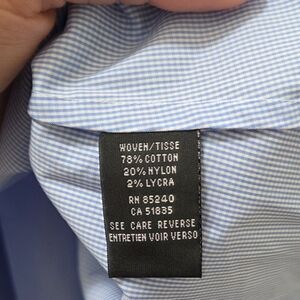 WOVEN/TISSE
78% COTTON
20% NYLON
2% LYCRA
RN 85240
CA 51835
SEE CARE REVERSE
ENTRETIEN VOIR VERSO